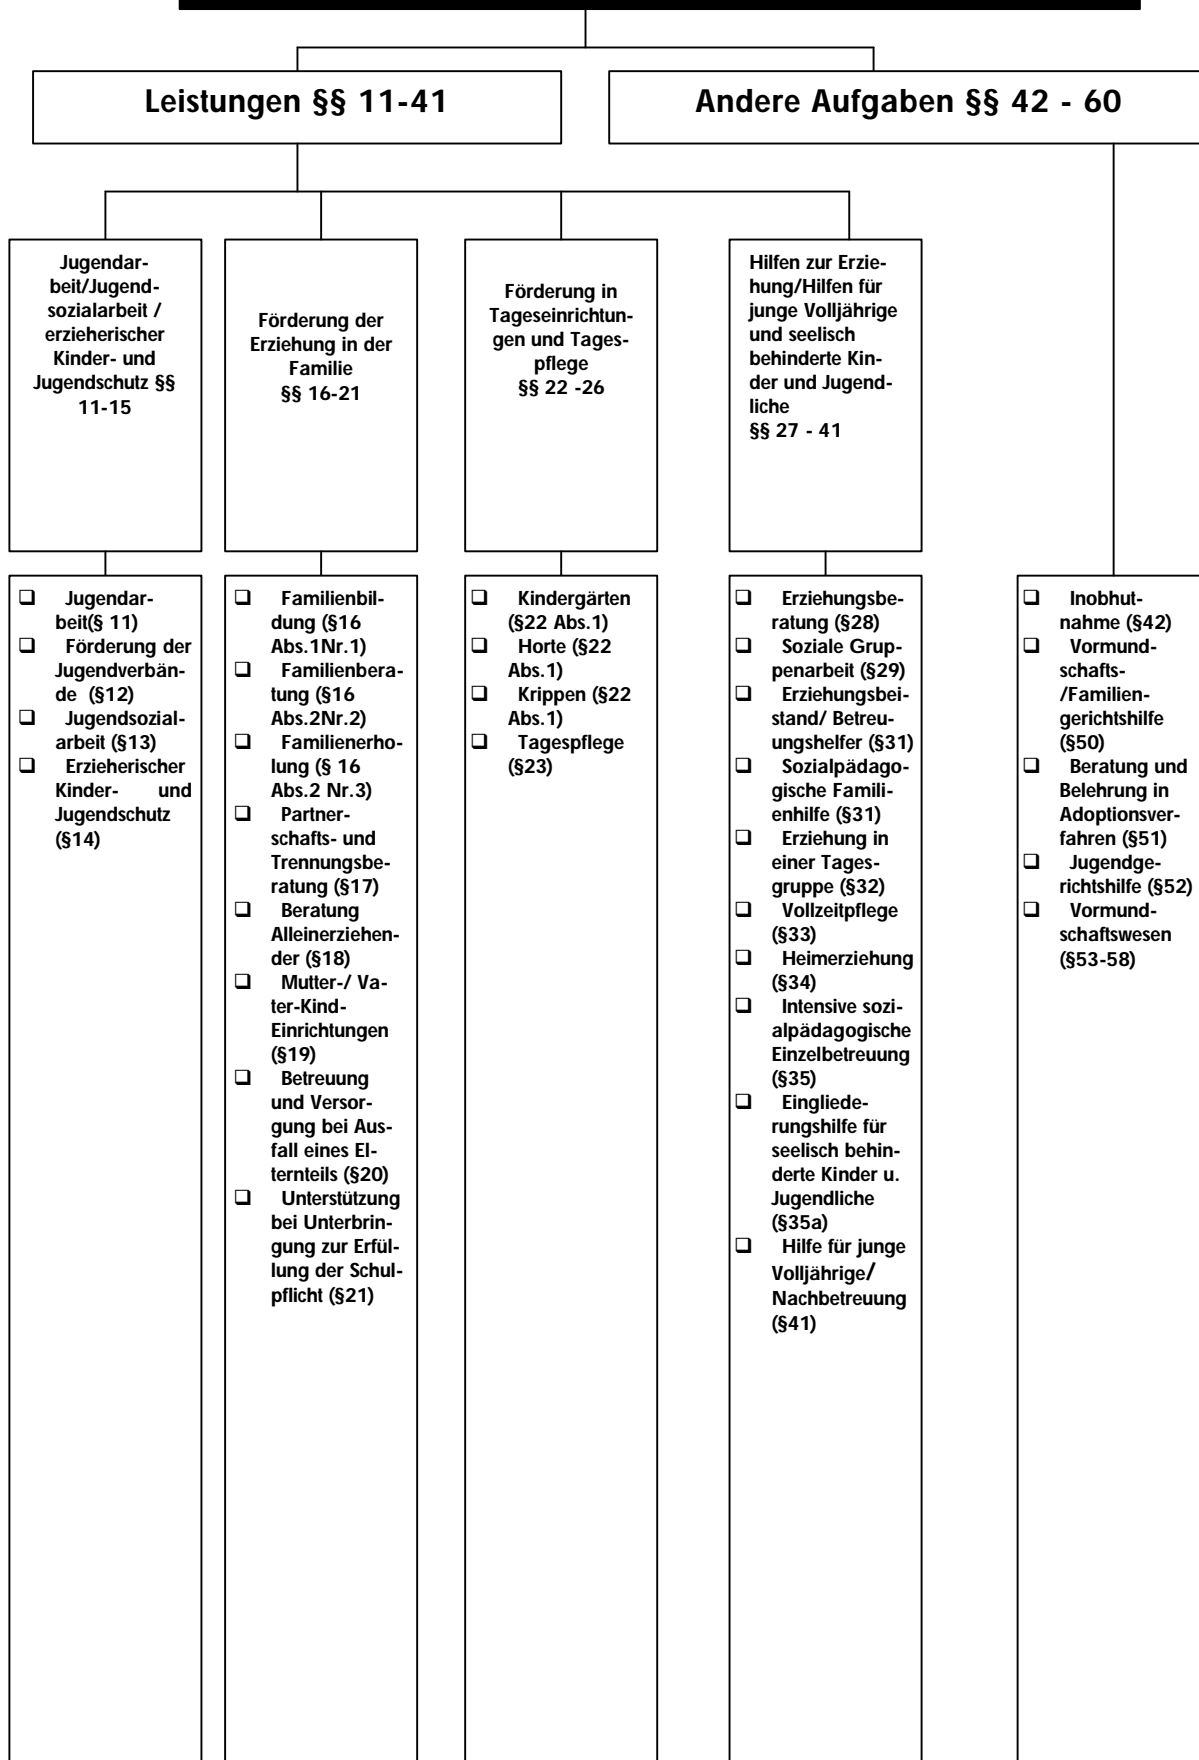 Leistungen §§ 11-41
Andere Aufgaben §§ 42 - 60
Jugendar-
beit/Jugend-
sozialarbeit /
erzieherischer
Kinder- und
Jugendschutz §§
11-15
Förderung der
Erziehung in der
Familie
§§ 16-21
Förderung in
Tageseinrichtun-
gen und Tages-
pflege
§§ 22 -26
Hilfen zur Erzie-
hung/Hilfen für
junge Volljährige
und seelisch
behinderte Kin-
der und Jugend-
liche
§§ 27 - 41
❑ Jugendar-
beit(§ 11)
❑ Förderung der
Jugendverbän-
de (§12)
❑ Jugendsozial-
arbeit (§13)
❑ Erzieherischer
Kinder- und
Jugendschutz
(§14)
❑ Familienbil-
dung (§16
Abs.1Nr.1)
❑ Familienbera-
tung (§16
Abs.2Nr.2)
❑ Familienerho-
lung (§ 16
Abs.2 Nr.3)
❑ Partner-
schafts- und
Trennungsbe-
ratung (§17)
❑ Beratung
Alleinerziehen-
der (§18)
❑ Mutter-/ Va-
ter-Kind-
Einrichtungen
(§19)
❑ Betreuung
und Versor-
gung bei Aus-
fall eines El-
ternteils (§20)
❑ Unterstützung
bei Unterbrin-
gung zur Erfül-
lung der Schul-
pflicht (§21)
❑ Kindergärten
(§22 Abs.1)
❑ Horte (§22
Abs.1)
❑ Krippen (§22
Abs.1)
❑ Tagespflege
(§23)
❑ Erziehungsbe-
ratung (§28)
❑ Soziale Grup-
penarbeit (§29)
❑ Erziehungsbei-
stand/ Betreu-
ungshelfer (§31)
❑ Sozialpädago-
gische Famili-
enhilfe (§31)
❑ Erziehung in
einer Tages-
gruppe (§32)
❑ Vollzeitpflege
(§33)
❑ Heimerziehung
(§34)
❑ Intensive sozi-
alpädagogische
Einzelbetreuung
(§35)
❑ Eingliede-
rungshilfe für
seelisch behin-
derte Kinder u.
Jugendliche
(§35a)
❑ Hilfe für junge
Volljährige/
Nachbetreuung
(§41)
❑ Inobhut-
nahme (§42)
❑ Vormund-
schafts-
/Familien-
gerichtshilfe
(§50)
❑ Beratung und
Belehrung in
Adoptionsver-
fahren (§51)
❑ Jugendge-
richtshilfe (§52)
❑ Vormund-
schaftswesen
(§53-58)